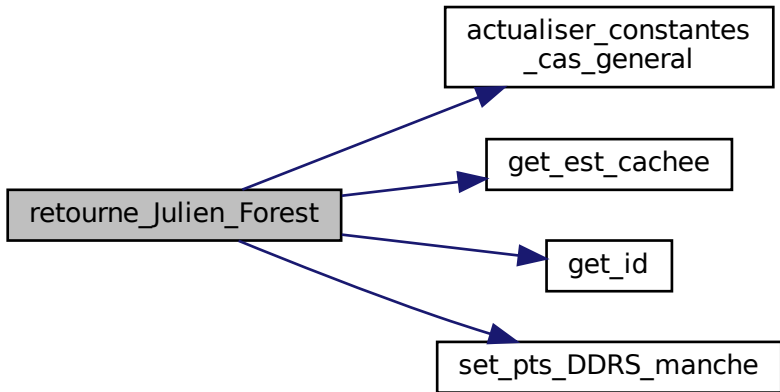 actualiser_constantes
_cas_general
get_est_cachee
retourne_Julien_Forest
get_id
set_pts_DDRS_manche